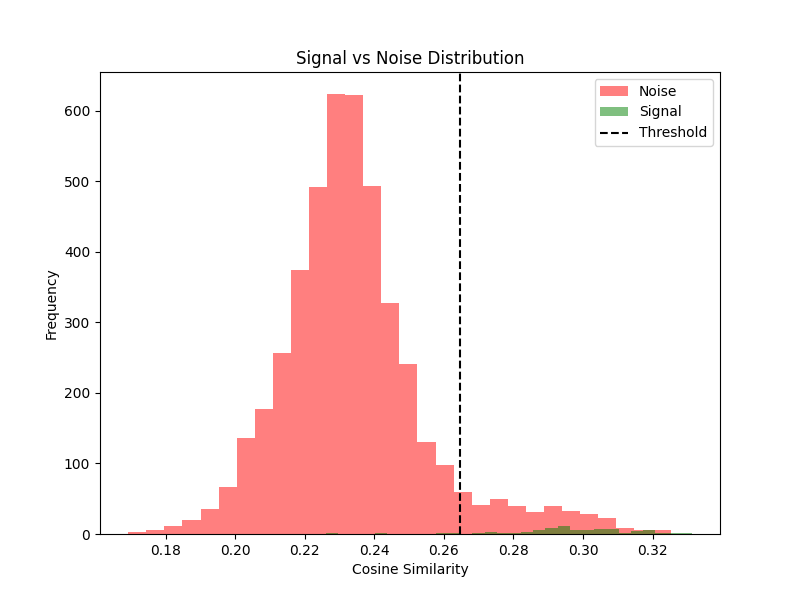 Signal vs Noise Distribution
Noise
Signal
Threshold
Frequency
600
500
400
300
200
100
0
0.18 0.20 0.22 0.24 0.26 0.28 0.30 0.32
Cosine Similarity